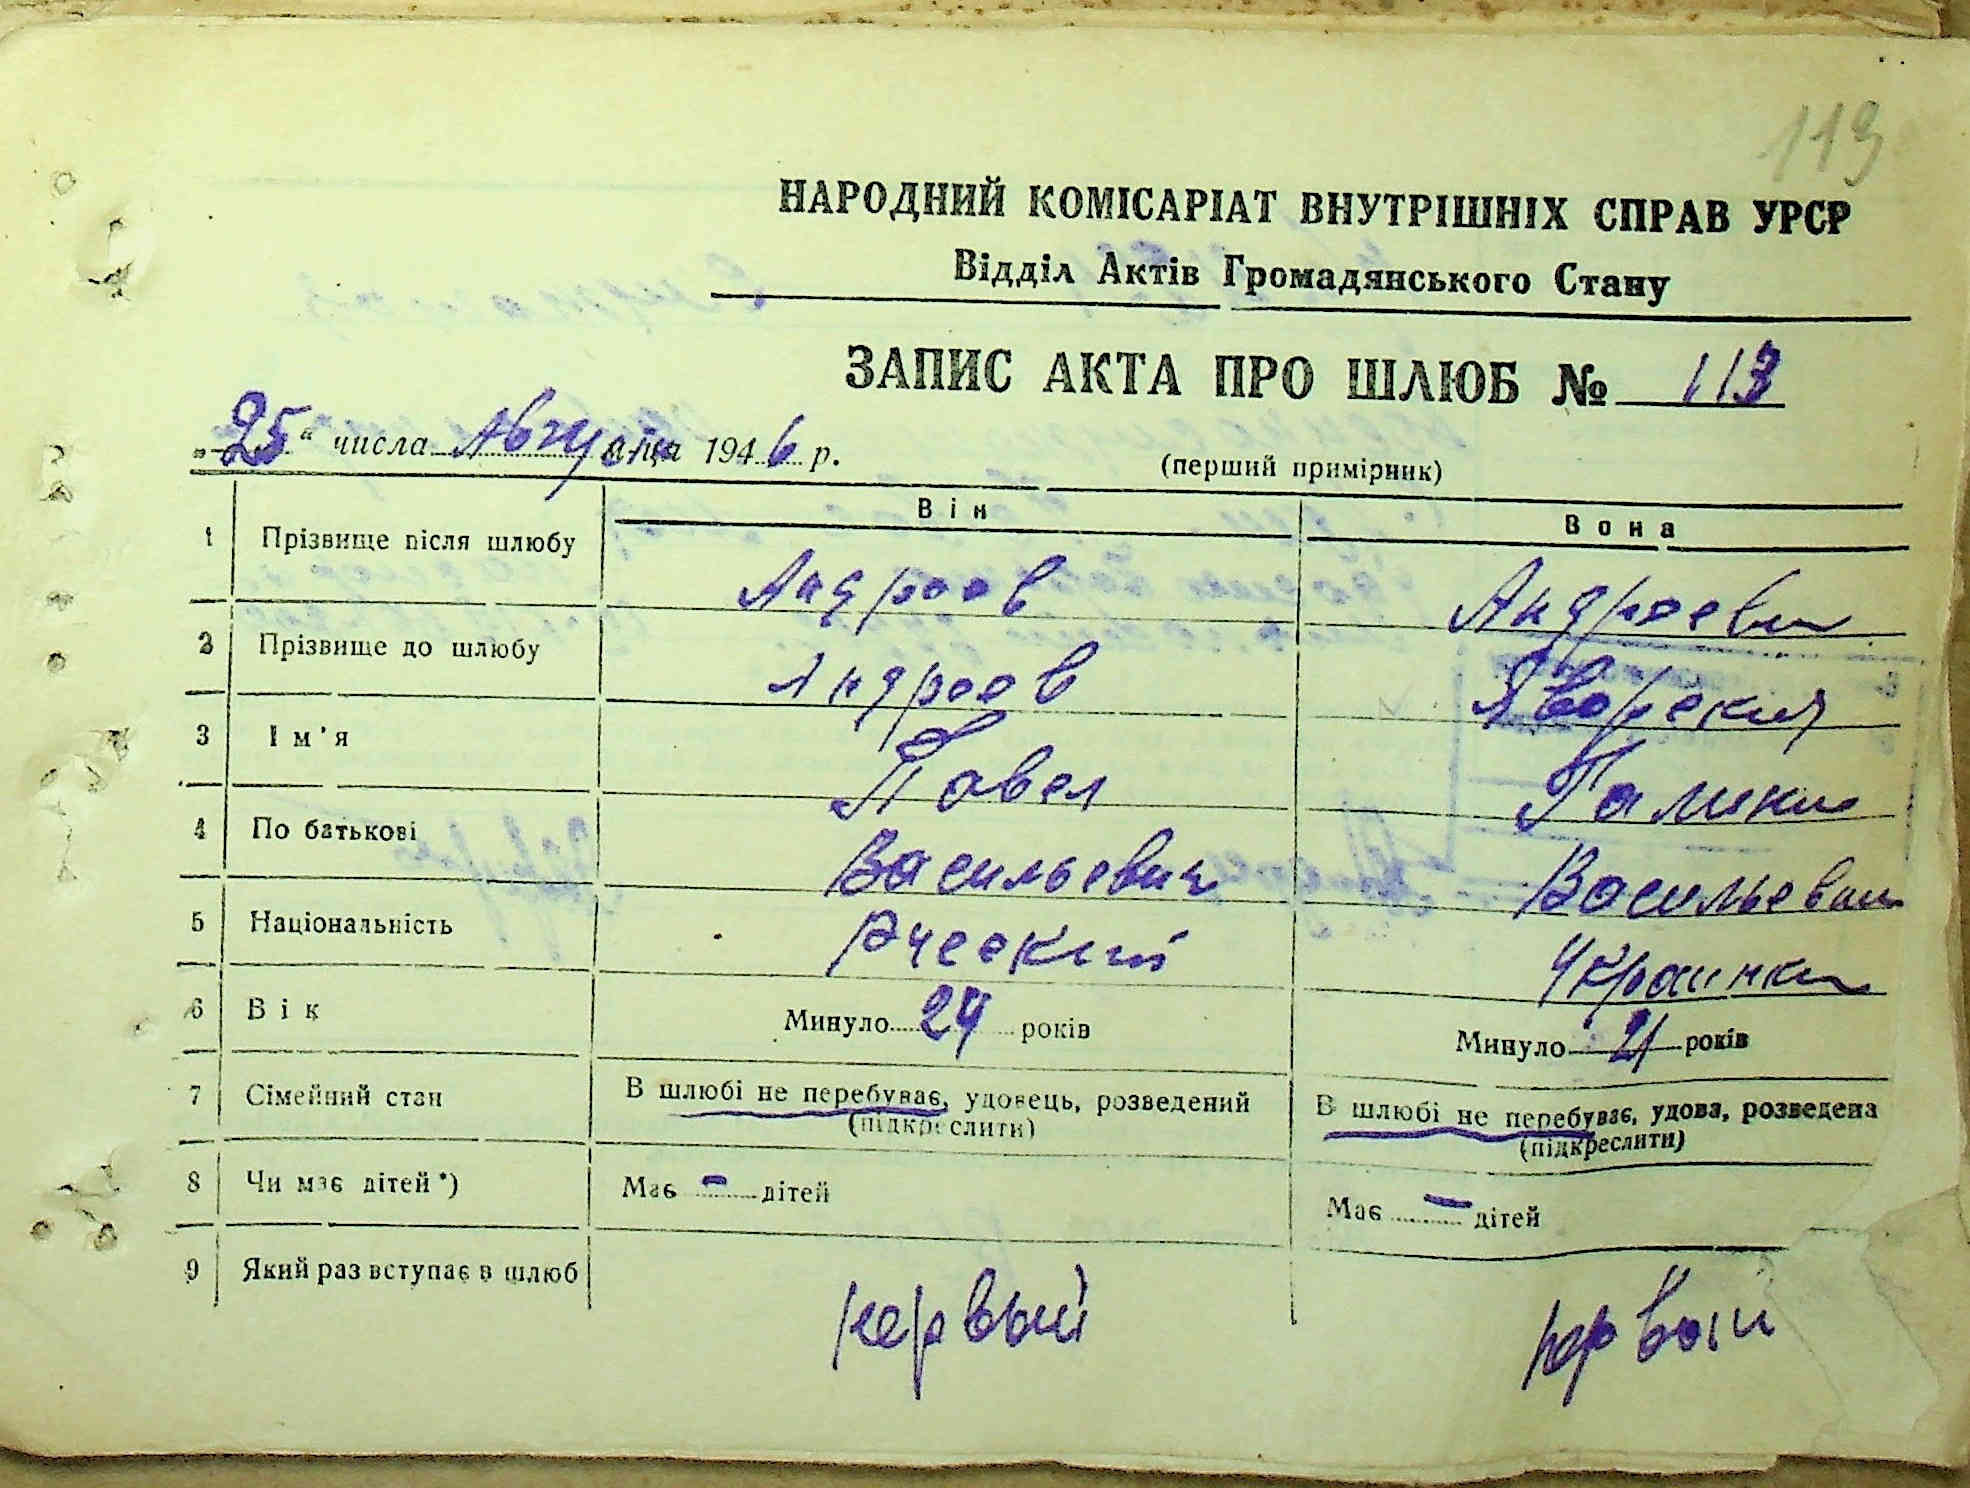 113
НАРОДНИЙ КОМІСАРІАТ ВНУТРІШНІХ СПРАВ УРСР
Відділ Актів Громадянського Стану
ЗАПИС АКТА ПРО ШЛЮБ № 113
„25“ числа Августа м-ця 1946 р.
(перший примірник)
Він Вона
1 Прізвище після шлюбу Андреев Андреева
2 Прізвище до шлюбу Андреев Яворская
3 Ім'я Павел Галина
4 По батькові Васильевич Васильевна
5 Національність Русский Украинка
6 Вік Минуло 24 років Минуло 21 років
7 Сімейний стан В шлюбі не перебуває, удовець, розведений В шлюбі не перебуває, удова, розведена
(підкреслити) (підкреслити)
8 Чи має дітей*) Має - дітей Має - дітей
9 Який раз вступає в шлюб первый первый